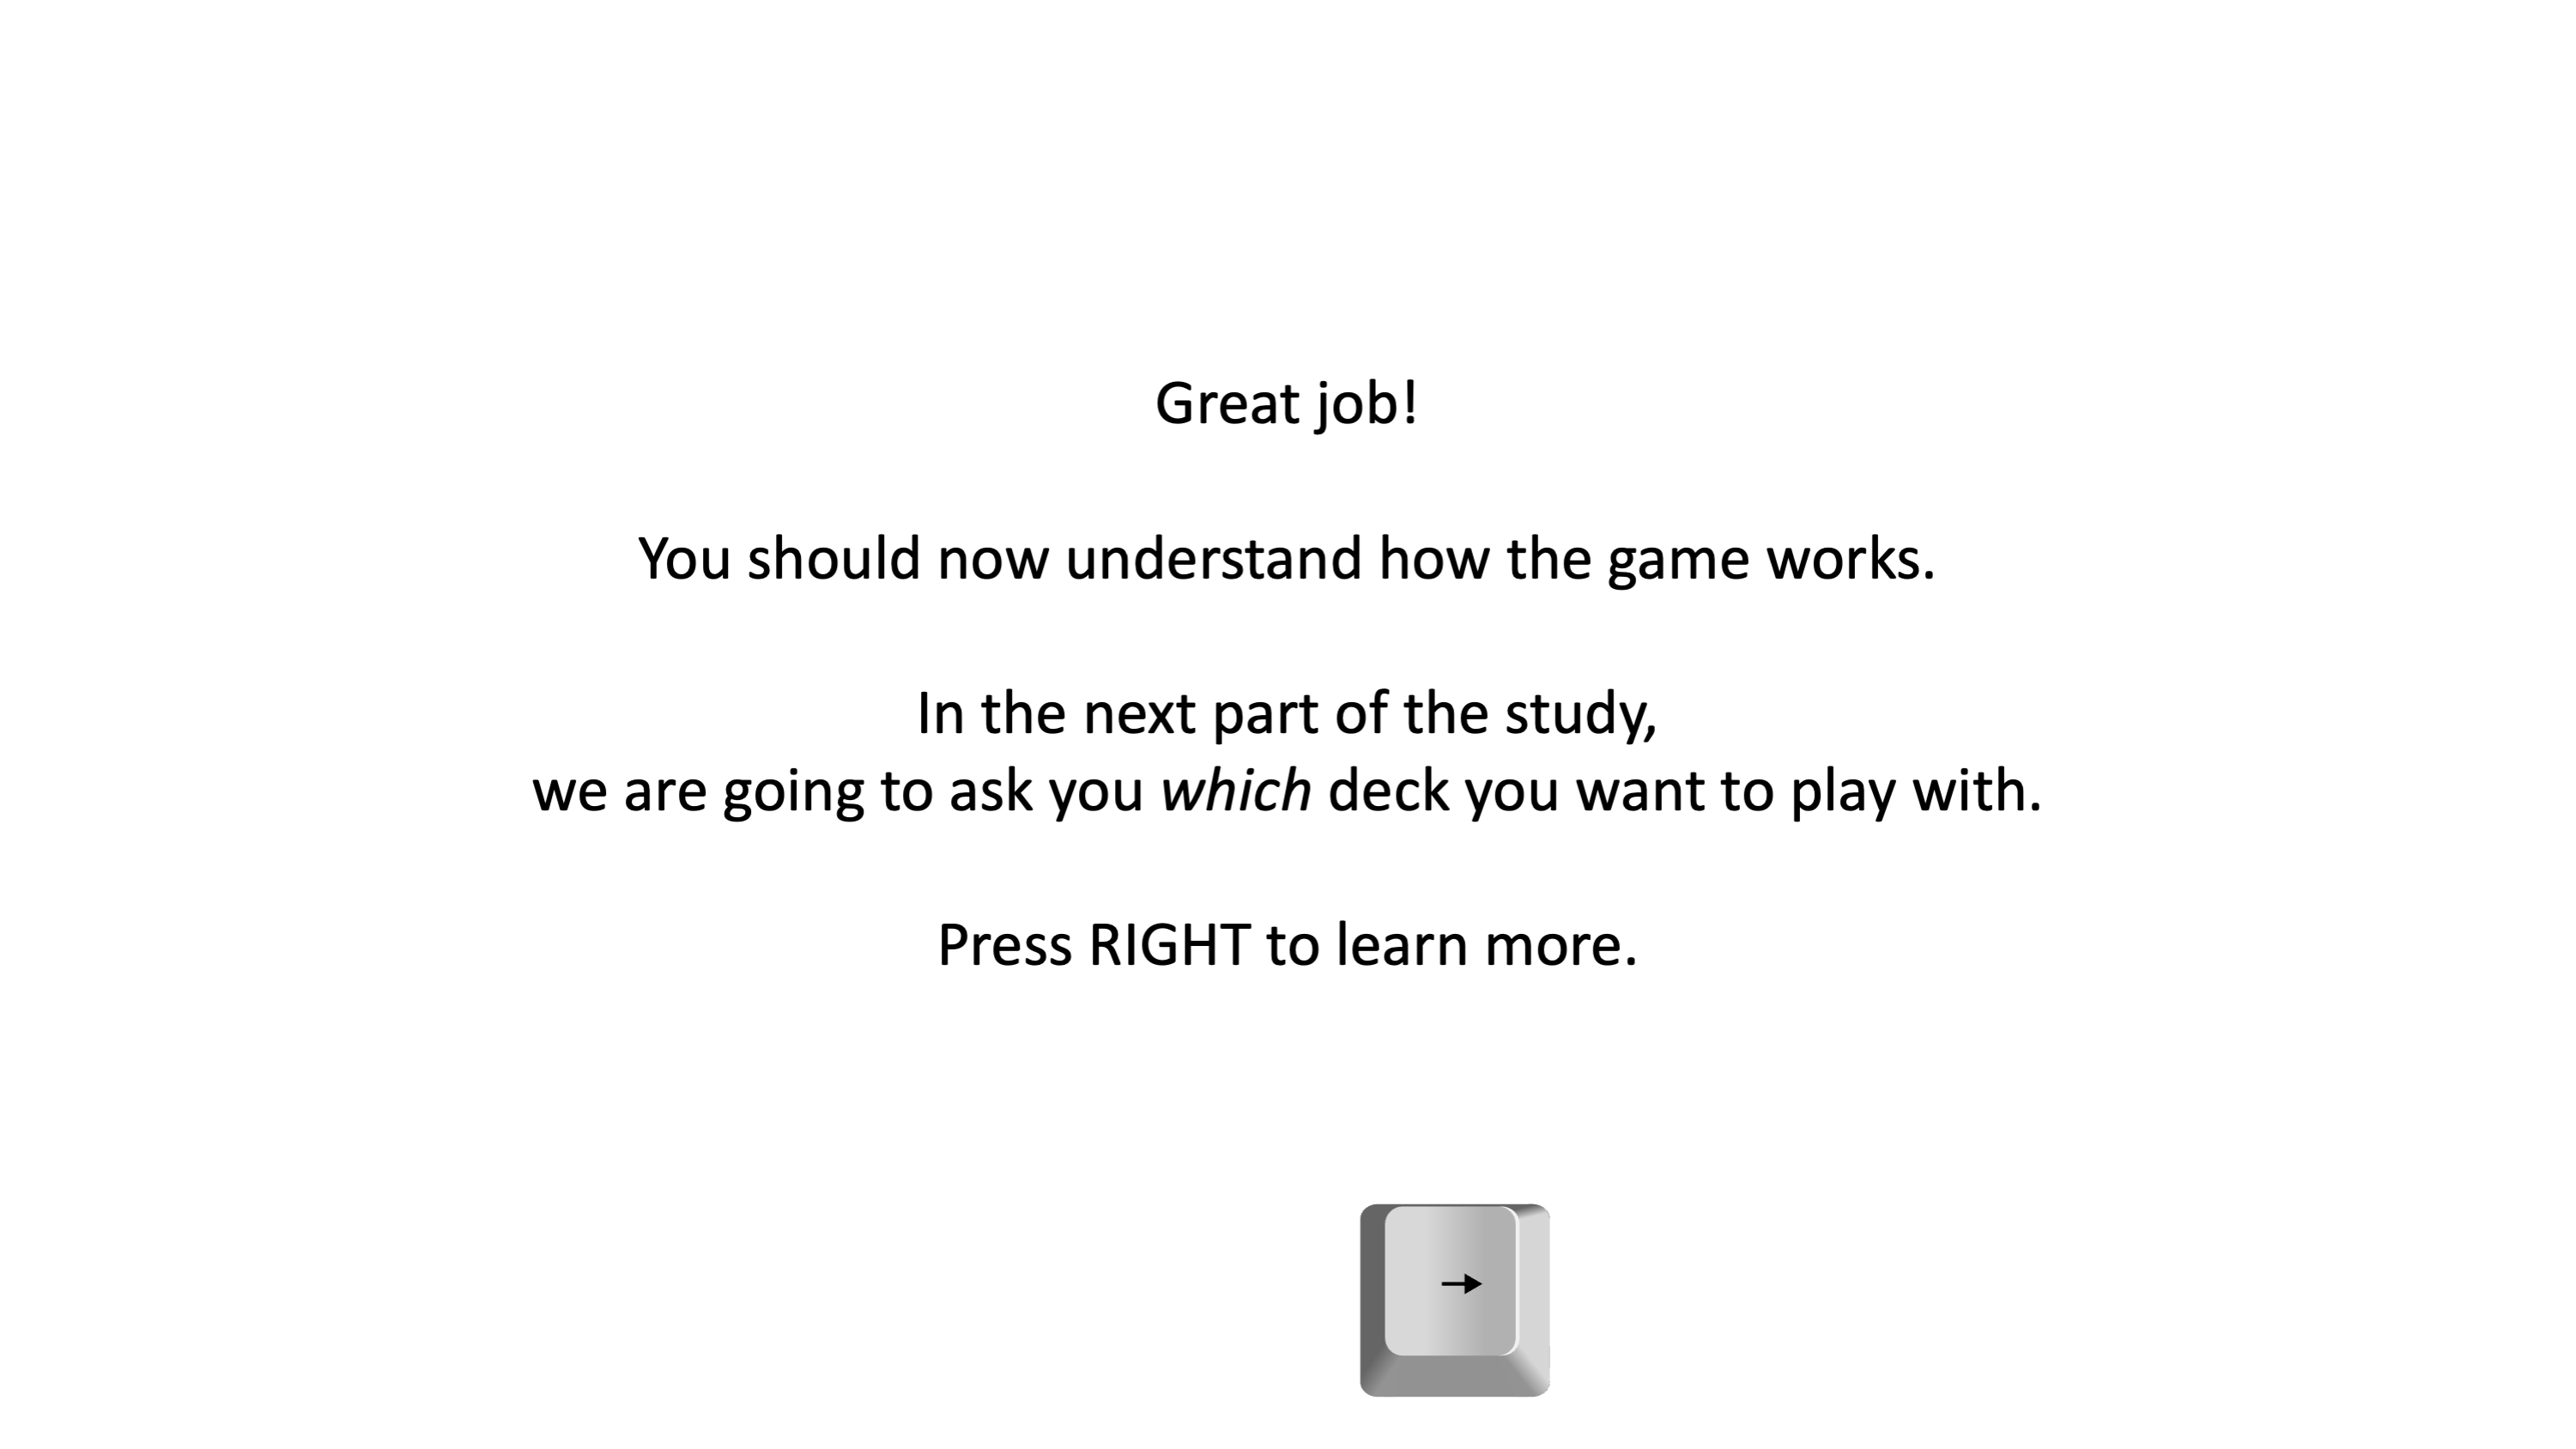 Great job!
You should now understand how the game works.
In the next part of the study,
we are going to ask you which deck you want to play with.
Press RIGHT to learn more.
→